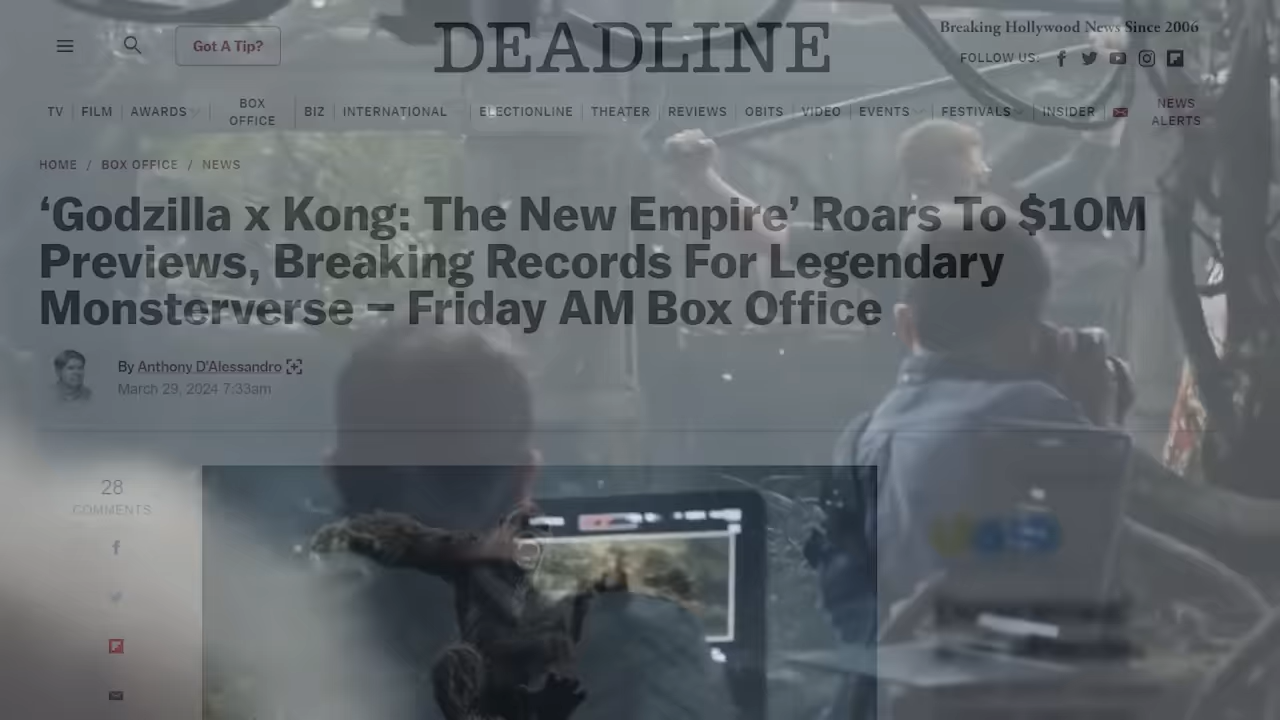 DEADLINE
Breaking Hollywood News Since 2006
Got A Tip?
FOLLOW US:
TV FILM AWARDS BOX OFFICE BIZ INTERNATIONAL ELECTIONLINE THEATER REVIEWS OBITS VIDEO EVENTS FESTIVALS INSIDER NEWS ALERTS
HOME / BOX OFFICE / NEWS
‘Godzilla x Kong: The New Empire’ Roars To $10M
Previews, Breaking Records For Legendary
Monsterverse – Friday AM Box Office
By Anthony D'Alessandro
March 29, 2024 7:33am
28
COMMENTS